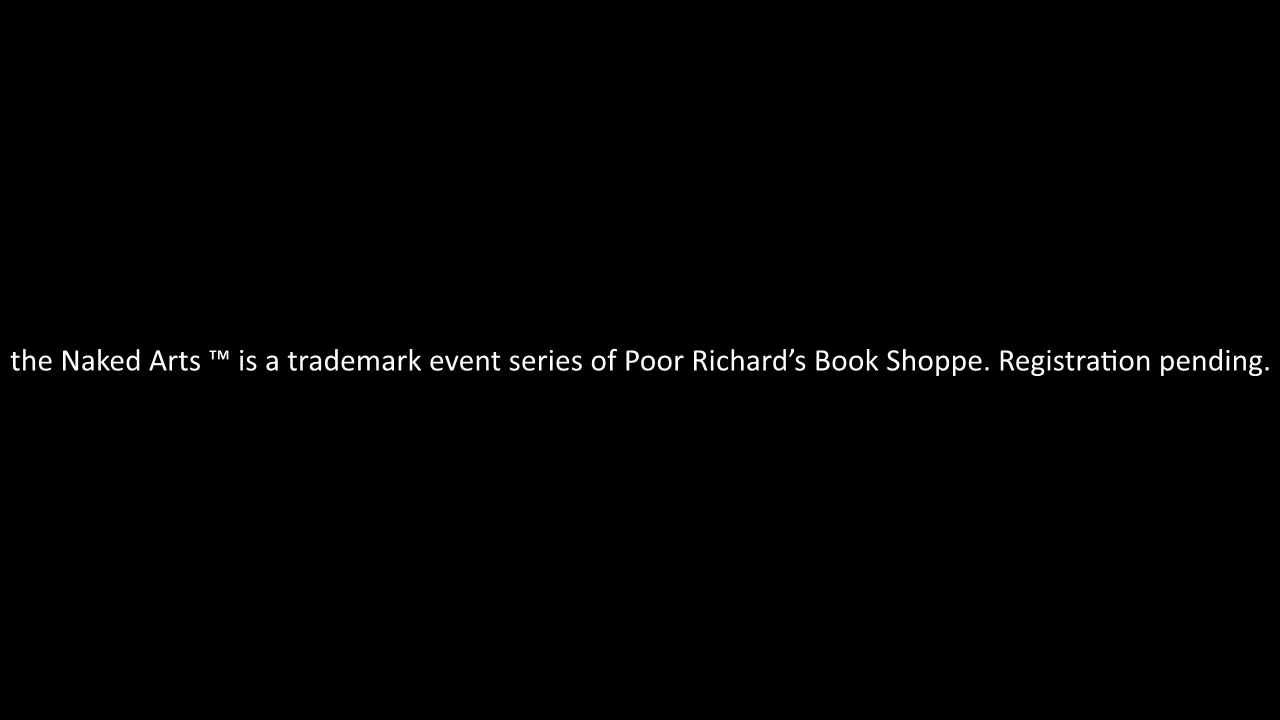 the Naked Arts ™ is a trademark event series of Poor Richard’s Book Shoppe. Registration pending.